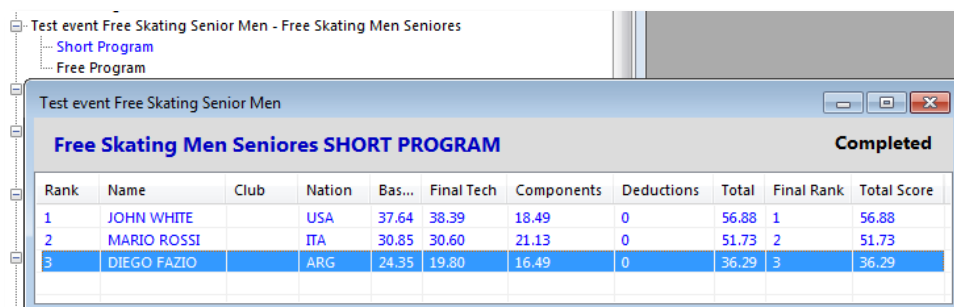 Test event Free Skating Senior Men - Free Skating Men Seniores
Short Program
Free Program
Test event Free Skating Senior Men
Free Skating Men Seniores SHORT PROGRAM Completed
Rank Name Club Nation Bas... Final Tech Components Deductions Total Final Rank Total Score
1 JOHN WHITE USA 37.64 38.39 18.49 0 56.88 1 56.88
2 MARIO ROSSI ITA 30.85 30.60 21.13 0 51.73 2 51.73
3 DIEGO FAZIO ARG 24.35 19.80 16.49 0 36.29 3 36.29